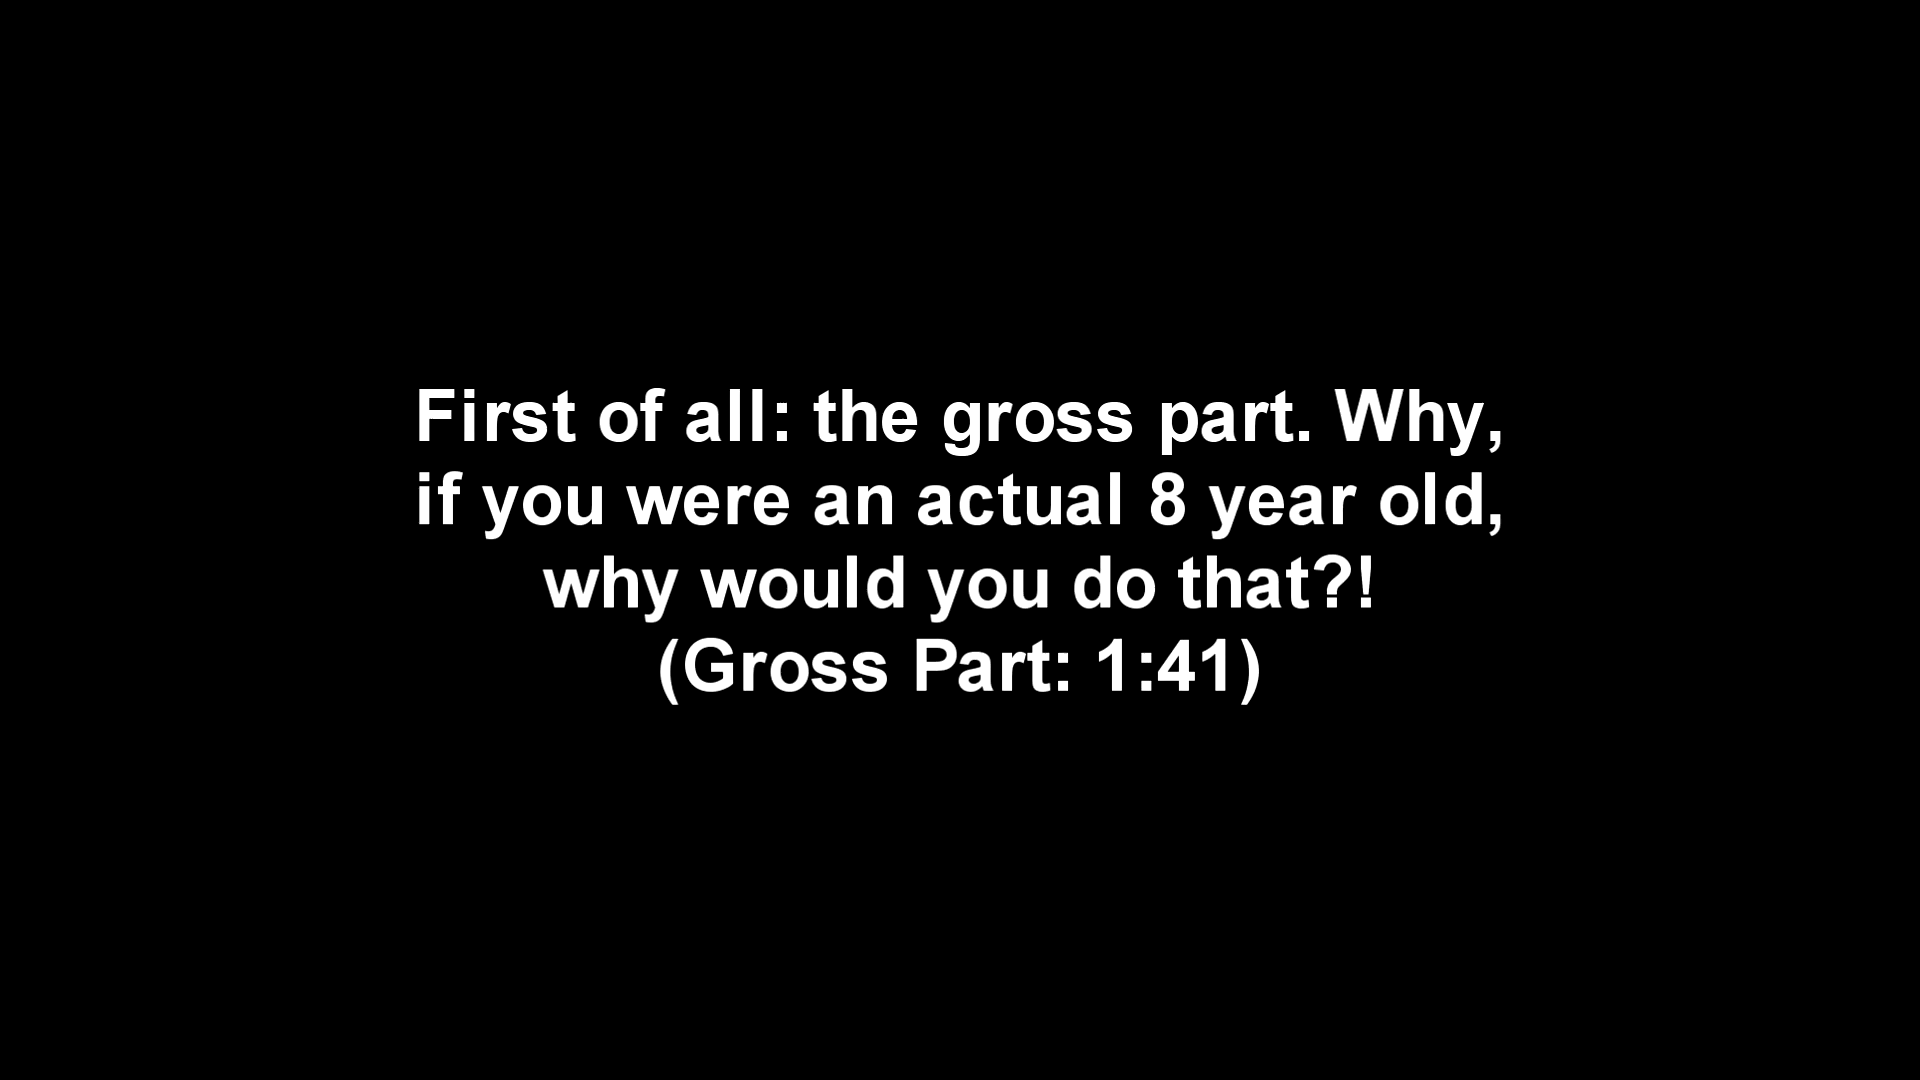 First of all: the gross part. Why,
if you were an actual 8 year old,
why would you do that?!
(Gross Part: 1:41)